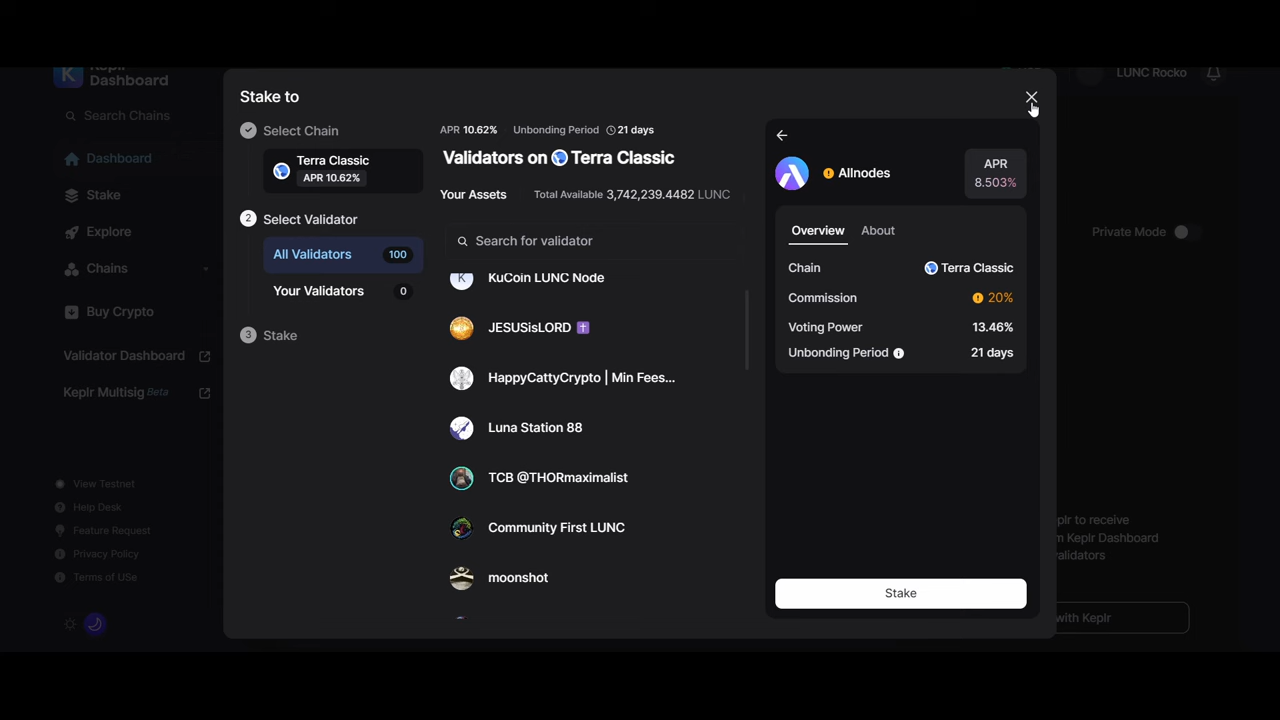 Keplr
Dashboard
LUNC Rocko
Search Chains
Dashboard
Stake
Explore
Chains
Buy Crypto
Validator Dashboard
Keplr Multisig Beta
View Testnet
Help Desk
Feature Request
Privacy Policy
Terms of USe
Stake to
Select Chain
Terra Classic
APR 10.62%
2 Select Validator
All Validators 100
Your Validators 0
3 Stake
APR 10.62% Unbonding Period 21 days
Validators on Terra Classic
Your Assets Total Available 3,742,239.4482 LUNC
Search for validator
K KuCoin LUNC Node
JESUSisLORD ✝️
HappyCattyCrypto | Min Fees...
Luna Station 88
TCB @THORmaximalist
Community First LUNC
moonshot
Allnodes
APR
8.503%
Overview About
Chain Terra Classic
Commission 20%
Voting Power 13.46%
Unbonding Period 21 days
Stake
Private Mode
plr to receive
m Keplr Dashboard
validators
with Keplr